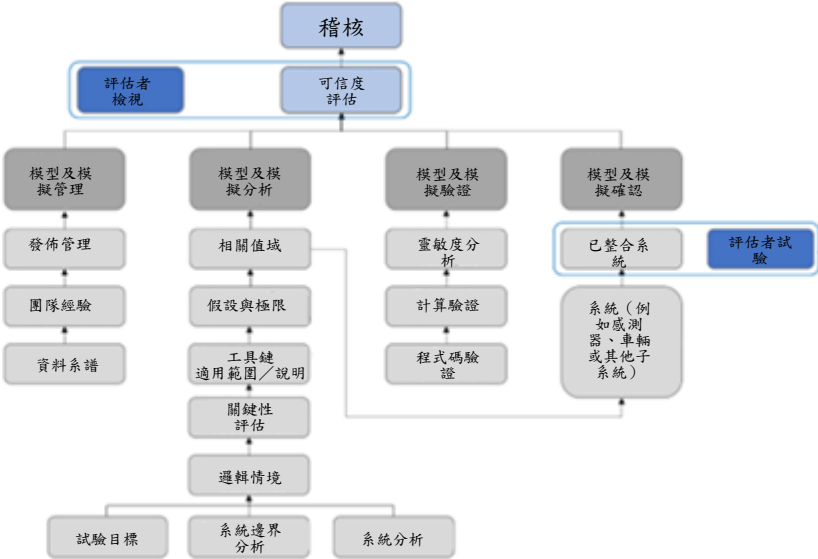 稽核
評估者
檢視
可信度
評估
模型及模
擬管理
模型及模
擬分析
模型及模
擬驗證
模型及模
擬確認
發佈管理
相關值域
靈敏度分
析
已整合系
統
評估者試
驗
團隊經驗
假設與極限
計算驗證
系統（例
如感測
器、車輛
或其他子
系統）
資料系譜
工具鏈
適用範圍／說明
程式碼驗
證
關鍵性
評估
邏輯情境
試驗目標
系統邊界
分析
系統分析